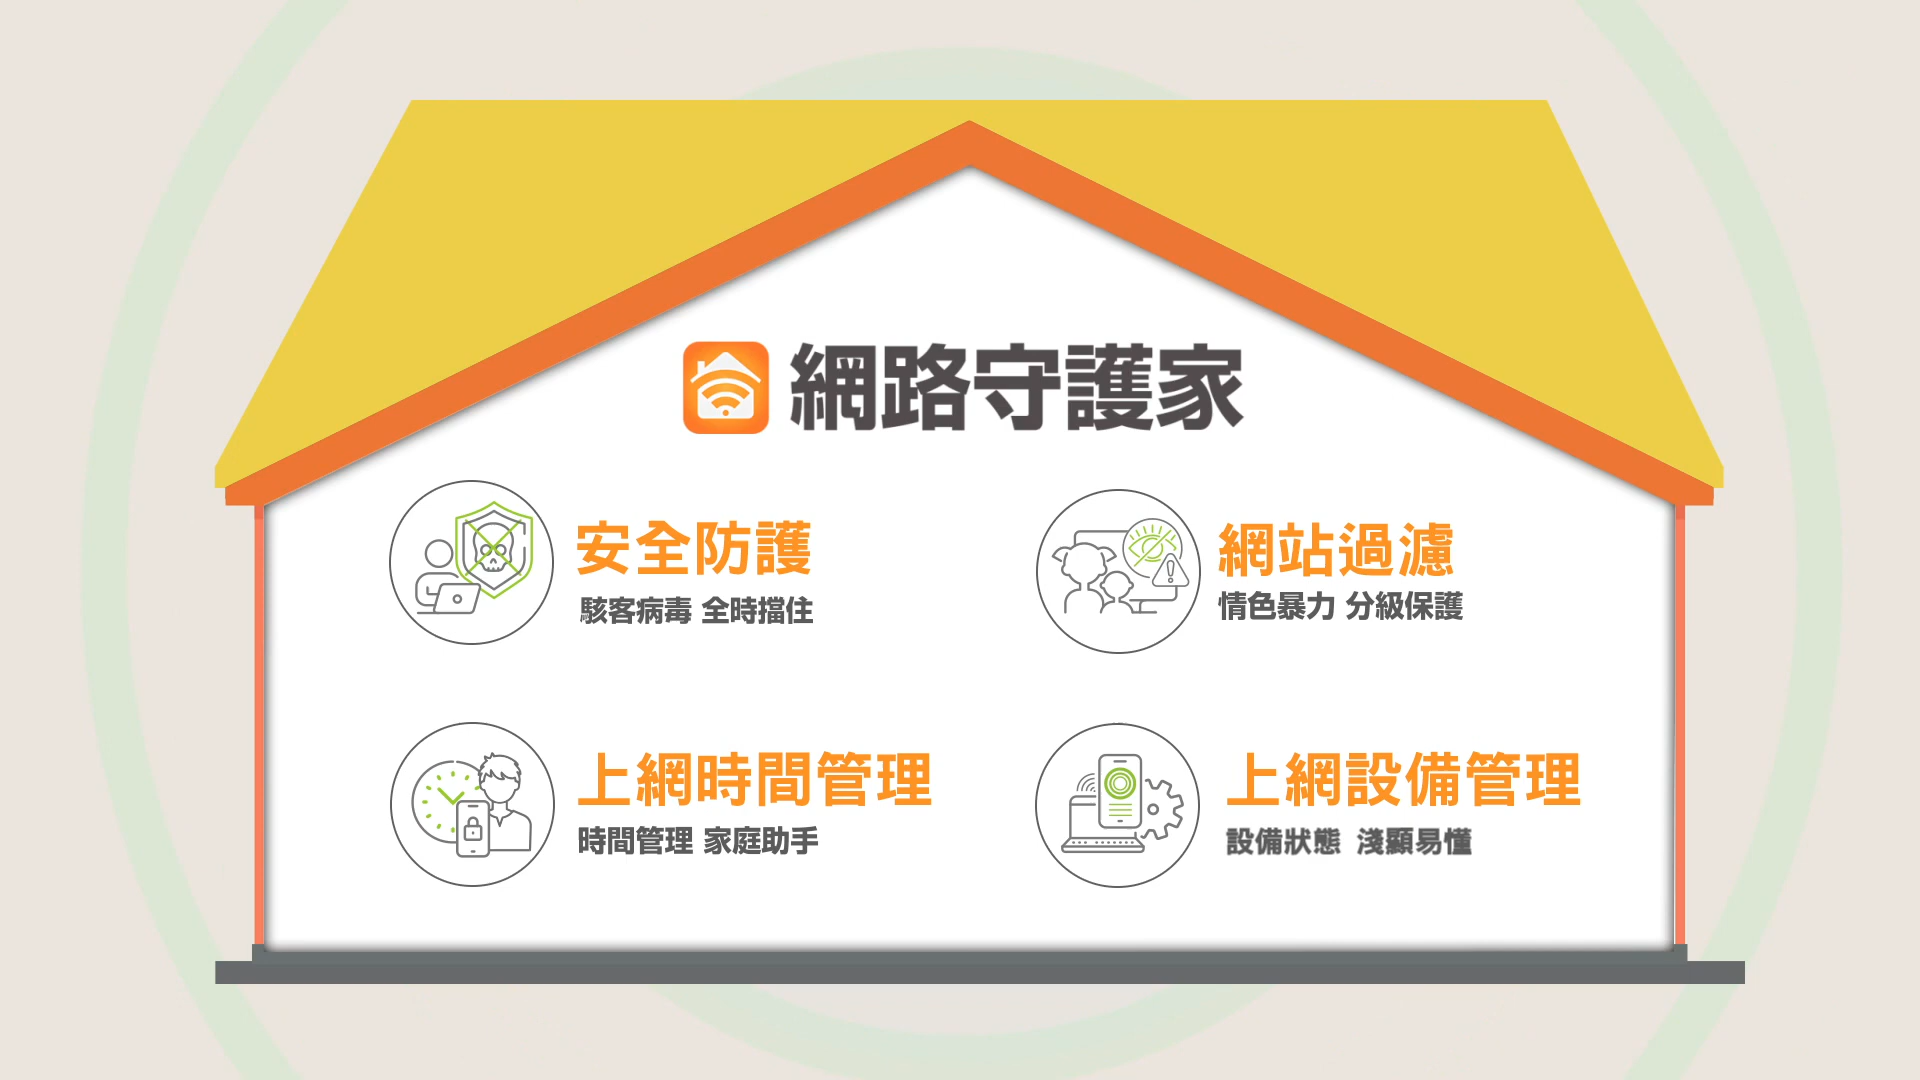 網路守護家
安全防護
駭客病毒 全時擋住
網站過濾
情色暴力 分級保護
上網時間管理
時間管理 家庭助手
上網設備管理
設備狀態 淺顯易懂